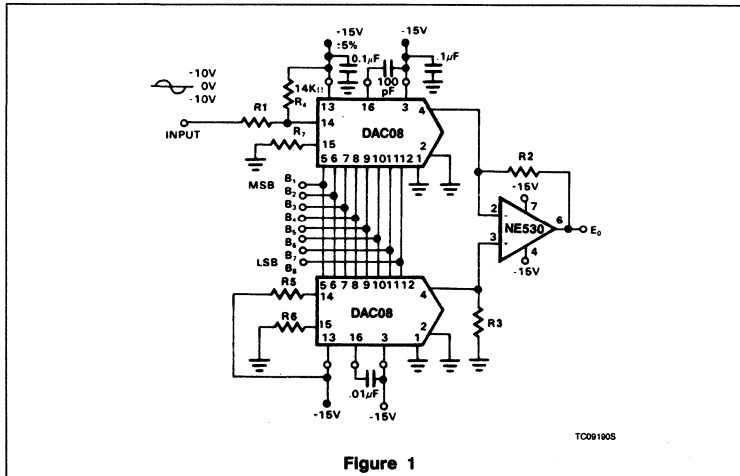 -15V
±5%
0.1µF
-15V
.1µF
-10V
0V
-10V
14KΩ
R4
100
pF
13
16
3
4
R1
14
DAC08
INPUT
R7
15
2
R2
5 6 7 8 9 10 11 12
1
B1
MSB
B2
B3
B4
B5
B6
B7
LSB
B8
-15V
7
2
-
NE530
6
E0
3
+
4
-15V
5 6 7 8 9 10 11 12
R5
14
4
DAC08
R6
15
2
R3
13
16
3
1
.01µF
-15V
-15V
TC09190S
Figure 1